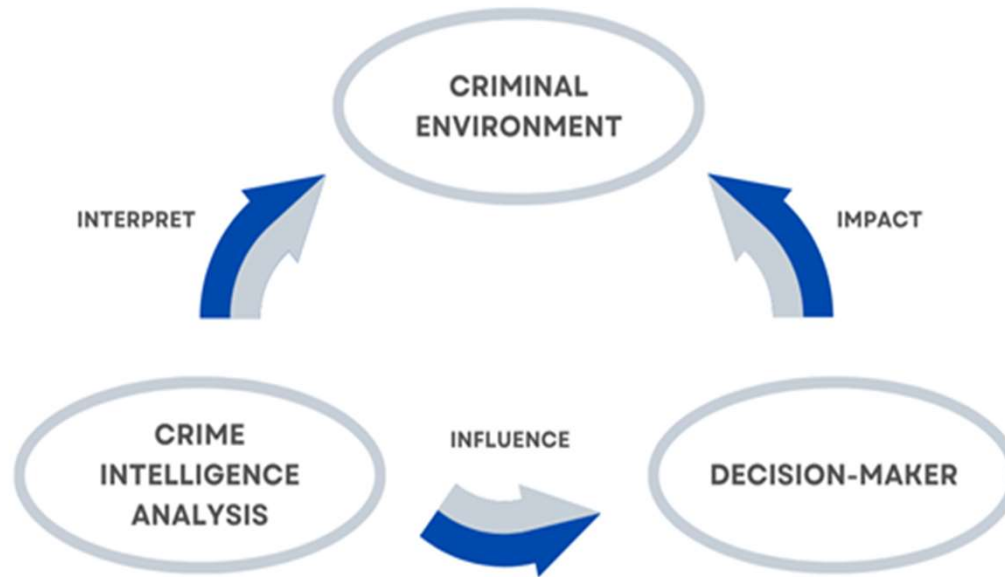 CRIMINAL
ENVIRONMENT
INTERPRET
IMPACT
CRIME
INTELLIGENCE
ANALYSIS
INFLUENCE
DECISION-MAKER